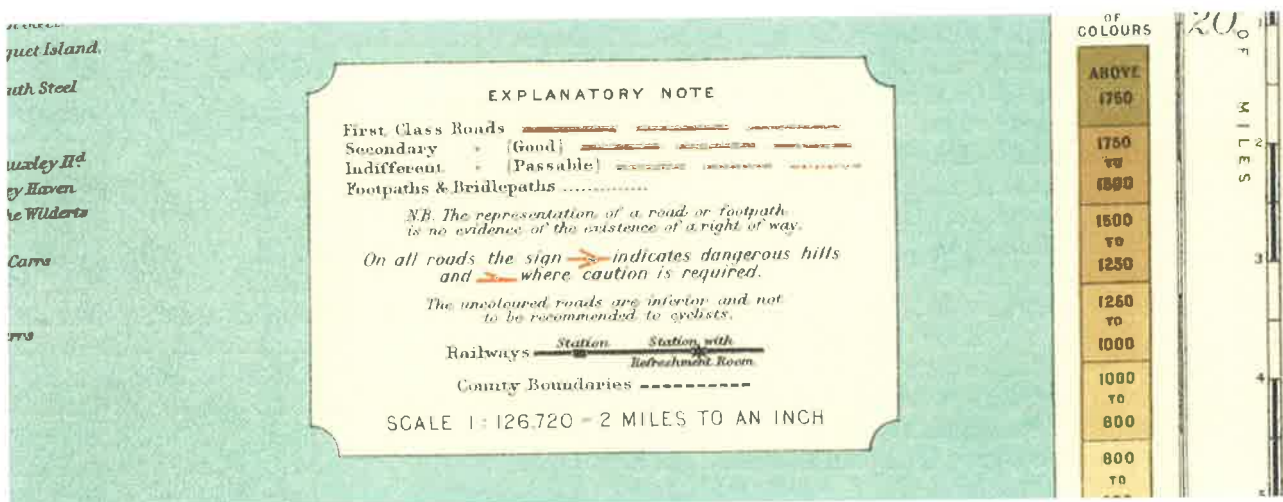 quet Island.
uth Steel
Hd
ey Haven
he Wilderts
Carrs
EXPLANATORY NOTE
First Class Roads
Secondary " (Good)
Indifferent " (Passable)
Footpaths & Bridlepaths ..............
N.B. The representation of a road or footpath
is no evidence of the existence of a right of way.
On all roads the sign indicates dangerous hills
and where caution is required.
The uncoloured roads are inferior and not
to be recommended to cyclists.
Railways Station Station with
Refreshment Room
County Boundaries
SCALE 1:126,720 – 2 MILES TO AN INCH
OF
COLOURS
ABOVE
1750
1750
TO
1500
1500
TO
1250
1250
TO
1000
1000
TO
800
800
TO
20
OF MILES
1
2
3
4
5